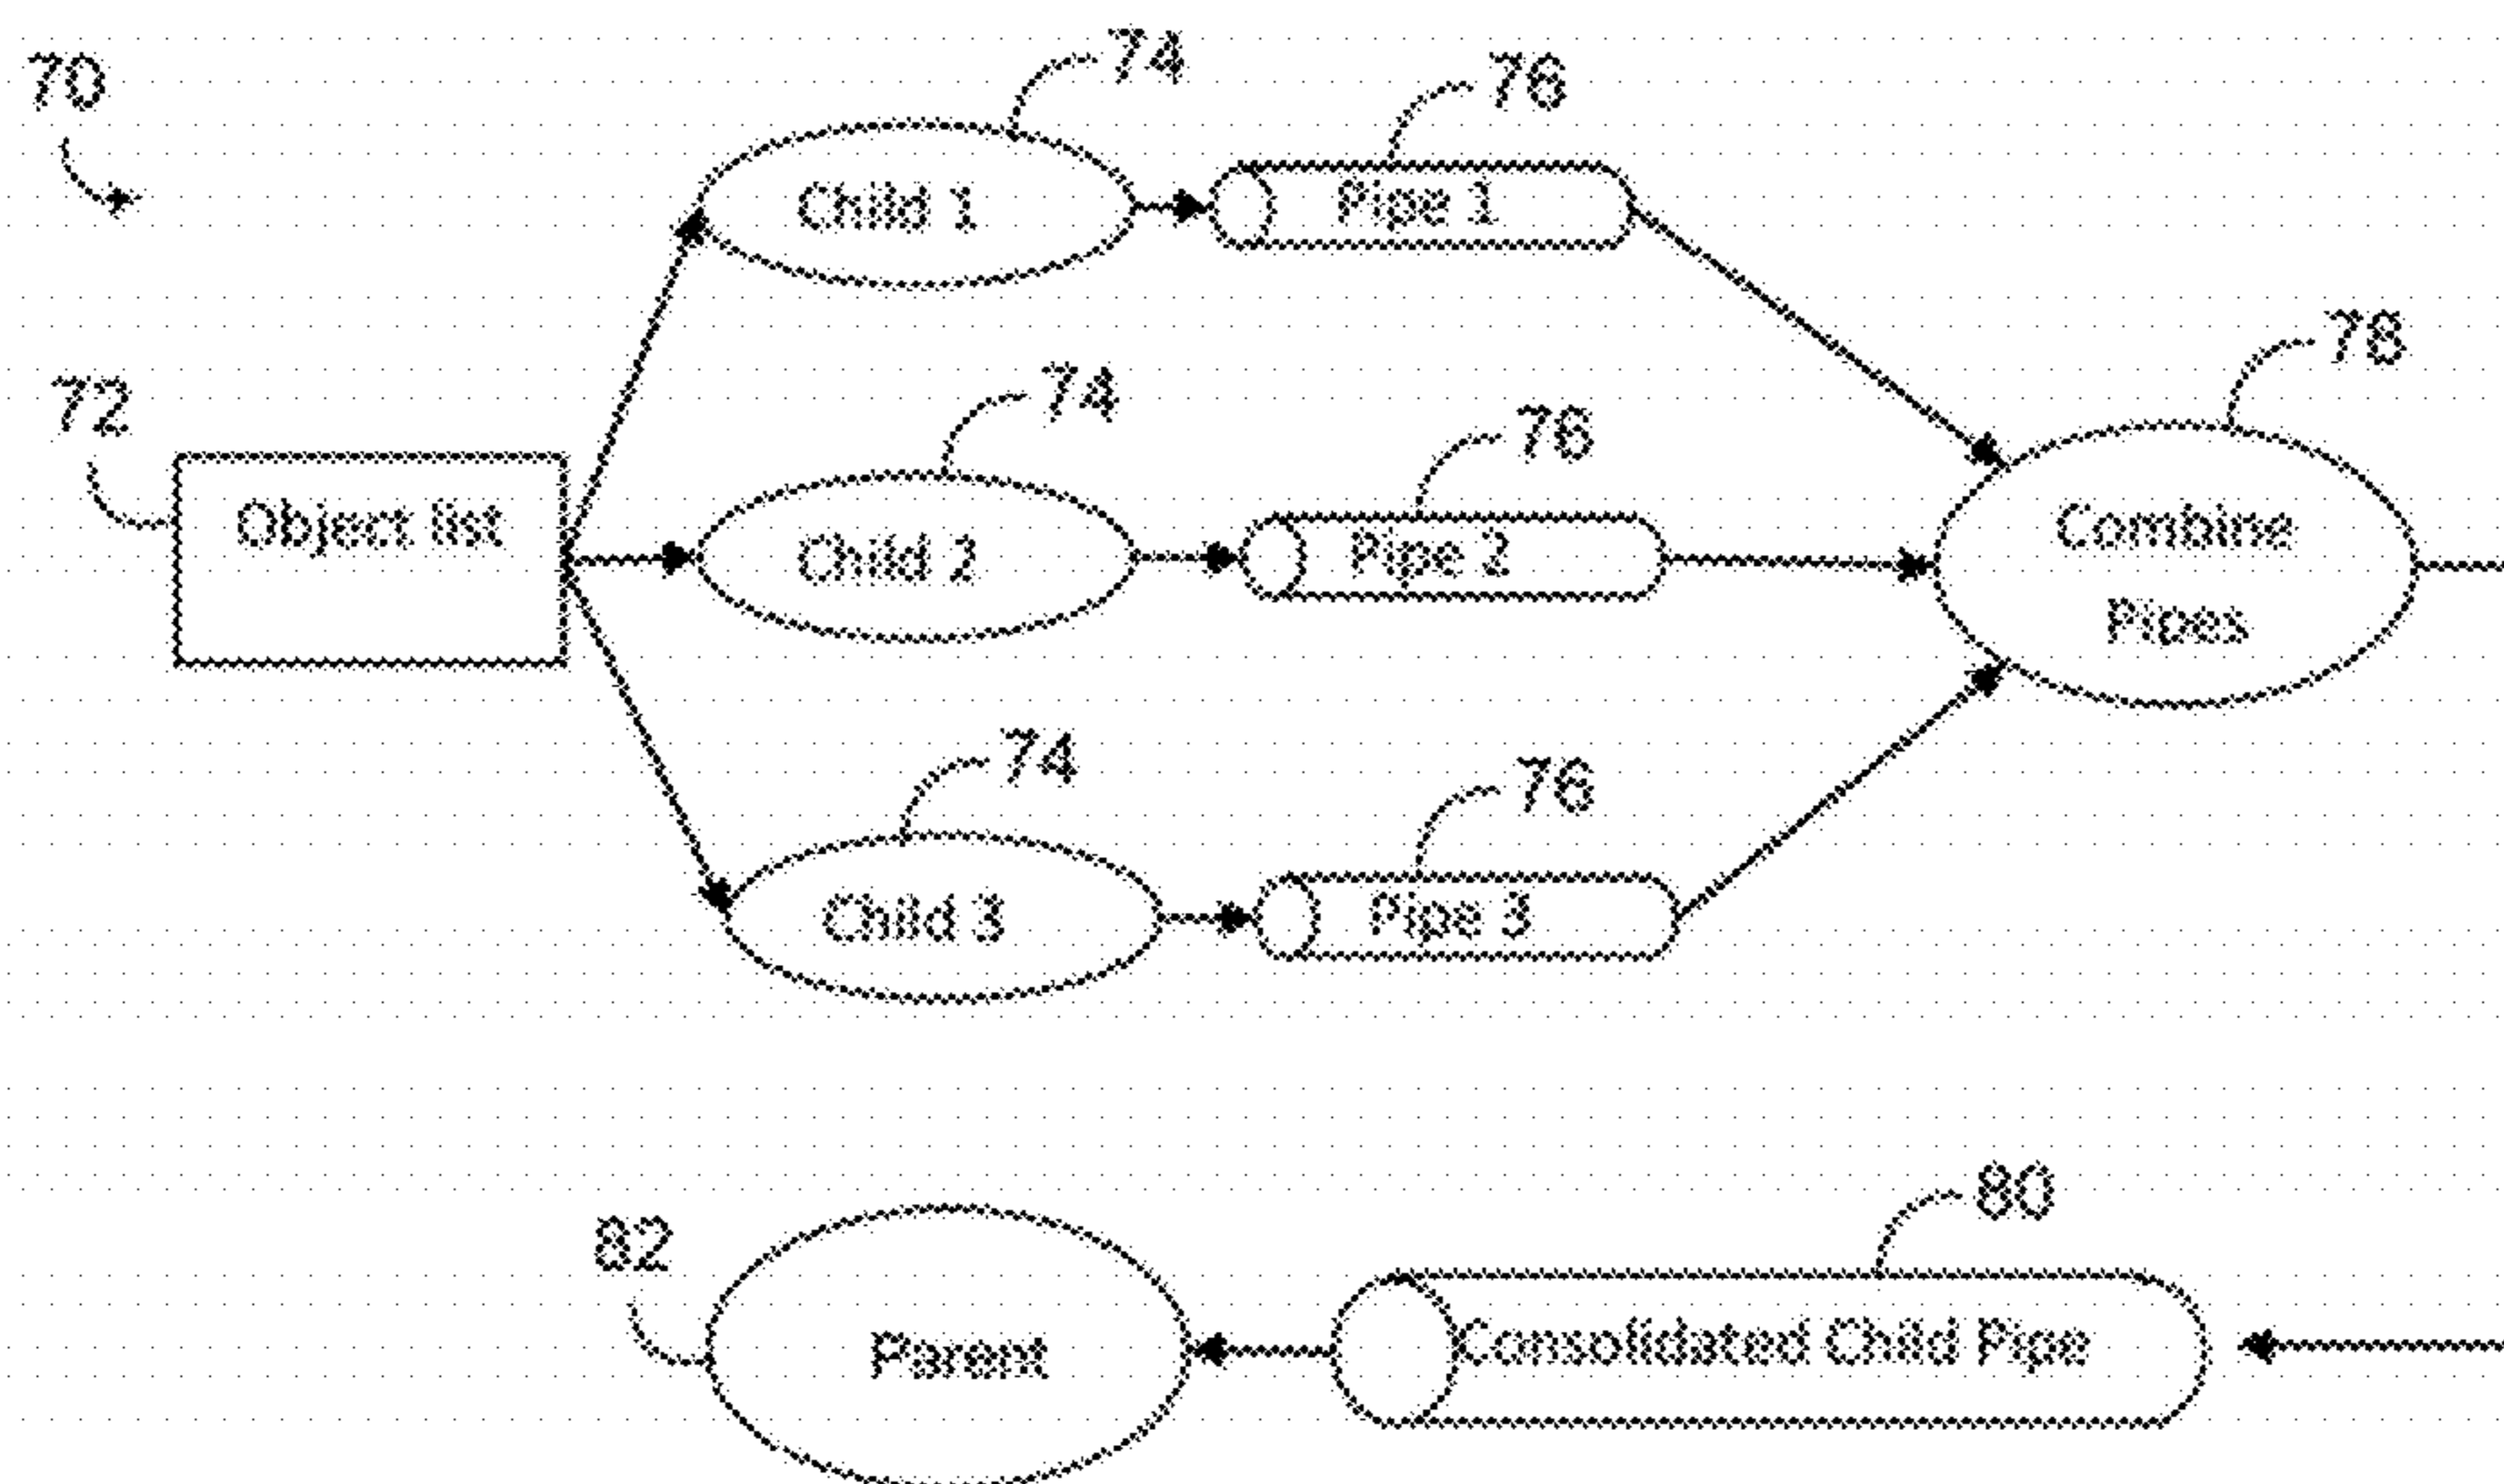 70
74
76
Child 1
Pipe 1
72
74
76
78
Object list
Child 2
Pipe 2
Combine
Pipes
74
76
Child 3
Pipe 3
82
80
Parent
Consolidated Child Pipe